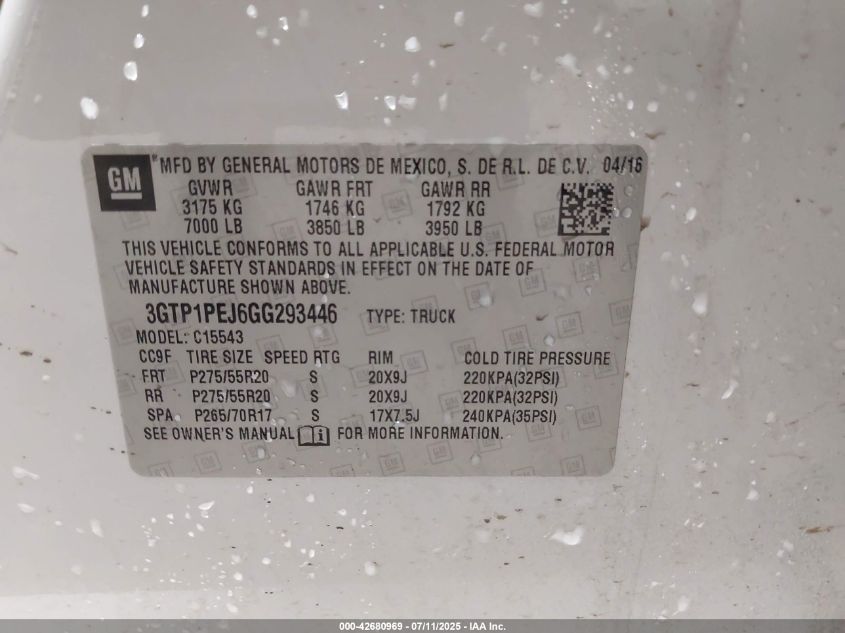 GM
® MFD BY GENERAL MOTORS DE MEXICO, S. DE R.L. DE C.V. 04/16
GVWR GAWR FRT GAWR RR
3175 KG 1746 KG 1792 KG
7000 LB 3850 LB 3950 LB
THIS VEHICLE CONFORMS TO ALL APPLICABLE U.S. FEDERAL MOTOR
VEHICLE SAFETY STANDARDS IN EFFECT ON THE DATE OF
MANUFACTURE SHOWN ABOVE.
3GTP1PEJ6GG293446 TYPE: TRUCK
MODEL: C15543
CC9F TIRE SIZE SPEED RTG RIM COLD TIRE PRESSURE
FRT P275/55R20 S 20X9J 220KPA(32PSI)
RR P275/55R20 S 20X9J 220KPA(32PSI)
SPA P265/70R17 S 17X7.5J 240KPA(35PSI)
SEE OWNER'S MANUAL FOR MORE INFORMATION.
000-42680969 - 07/11/2025 - IAA Inc.